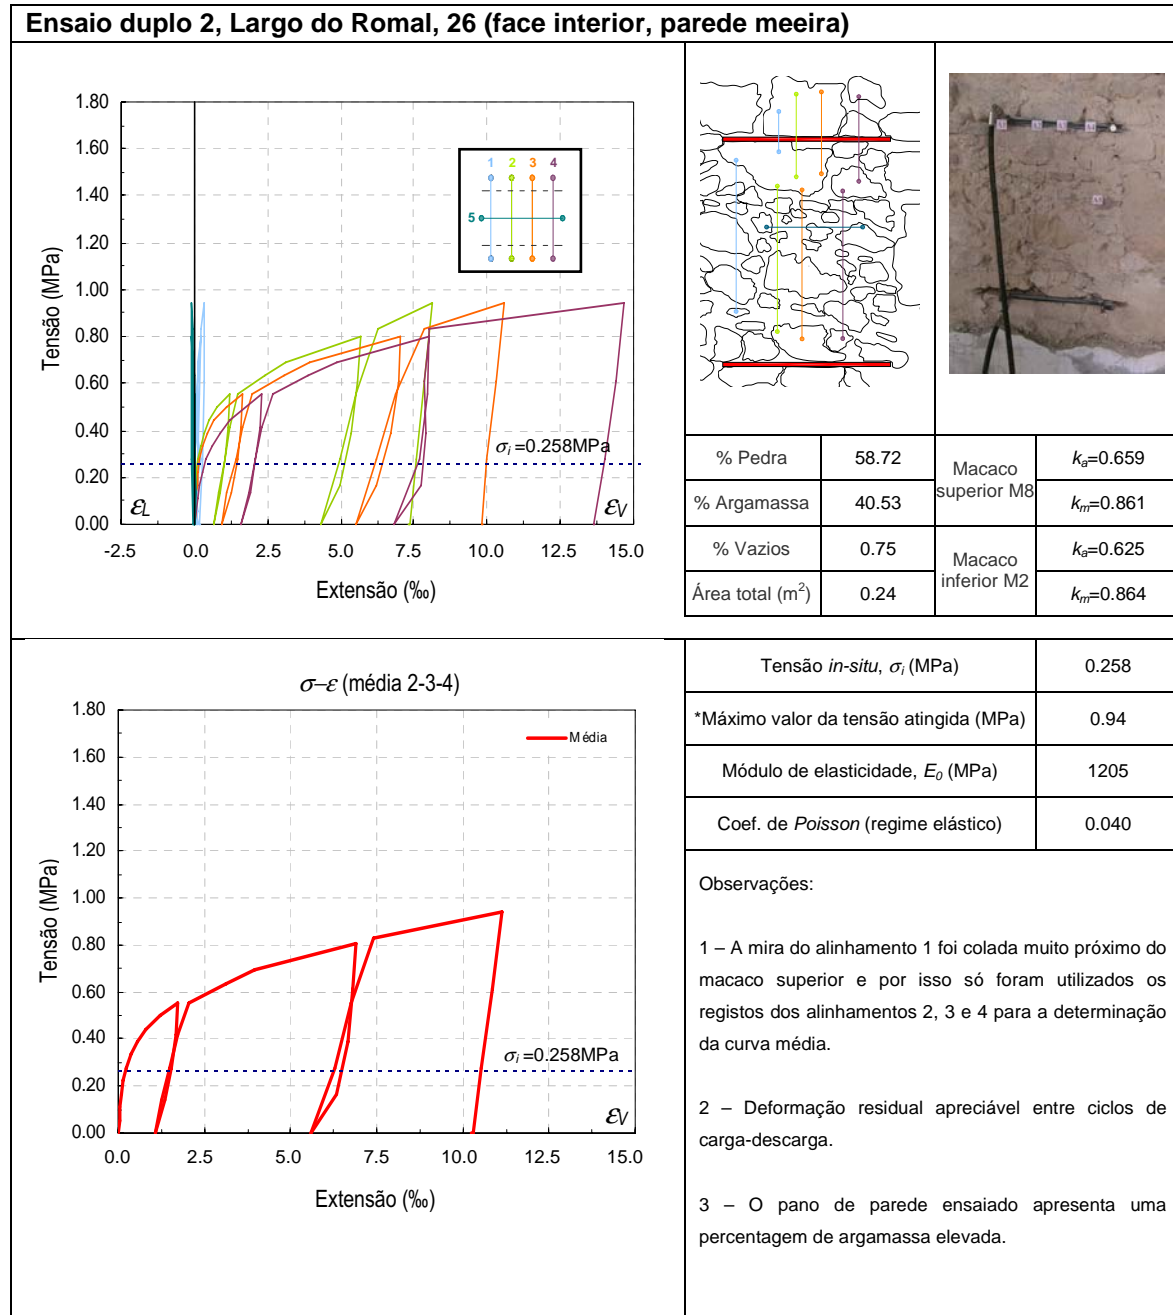 Ensaio duplo 2, Largo do Romal, 26 (face interior, parede meeira)
1.80
1.60
1.40
1.20
1.00
0.80
0.60
0.40
0.20
0.00
Tensão (MPa)
1 2 3 4
5
σi =0.258MPa
εL
εV
-2.5 0.0 2.5 5.0 7.5 10.0 12.5 15.0
Extensão (‰)
% Pedra 58.72
% Argamassa 40.53
% Vazios 0.75
Área total (m2) 0.24
Macaco
superior M8
ka=0.659
km=0.861
Macaco
inferior M2
ka=0.625
km=0.864
σ–ε (média 2-3-4)
1.80
1.60
1.40
1.20
1.00
0.80
0.60
0.40
0.20
0.00
Tensão (MPa)
Média
σi =0.258MPa
εV
0.0 2.5 5.0 7.5 10.0 12.5 15.0
Extensão (‰)
Tensão in-situ, σi (MPa) 0.258
*Máximo valor da tensão atingida (MPa) 0.94
Módulo de elasticidade, E0 (MPa) 1205
Coef. de Poisson (regime elástico) 0.040
Observações:
1 – A mira do alinhamento 1 foi colada muito próximo do
macaco superior e por isso só foram utilizados os
registos dos alinhamentos 2, 3 e 4 para a determinação
da curva média.
2 – Deformação residual apreciável entre ciclos de
carga-descarga.
3 – O pano de parede ensaiado apresenta uma
percentagem de argamassa elevada.